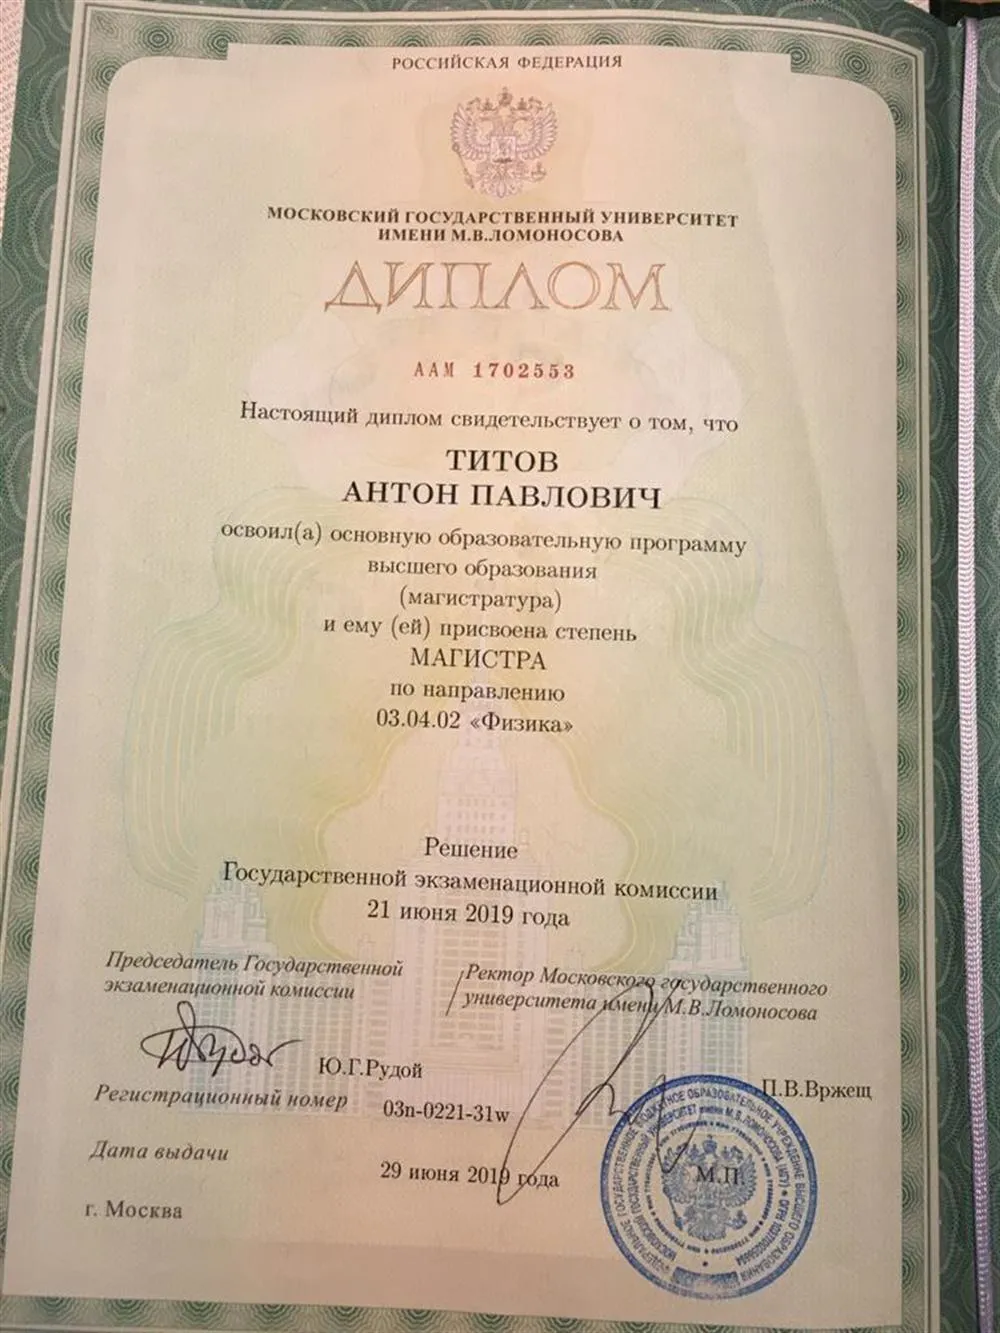 РОССИЙСКАЯ ФЕДЕРАЦИЯ
МОСКОВСКИЙ ГОСУДАРСТВЕННЫЙ УНИВЕРСИТЕТ
ИМЕНИ М.В.ЛОМОНОСОВА
ДИПЛОМ
ААМ 1702553
Настоящий диплом свидетельствует о том, что
ТИТОВ
АНТОН ПАВЛОВИЧ
освоил(а) основную образовательную программу
высшего образования
(магистратура)
и ему (ей) присвоена степень
МАГИСТРА
по направлению
03.04.02 «Физика»
Решение
Государственной экзаменационной комиссии
21 июня 2019 года
Председатель Государственной
экзаменационной комиссии
Ректор Московского государственного
университета имени М.В.Ломоносова
Ю.Г.Рудой
П.В.Вржещ
Регистрационный номер
03п-0221-31w
Дата выдачи
29 июня 2019 года
М.П.
г. Москва